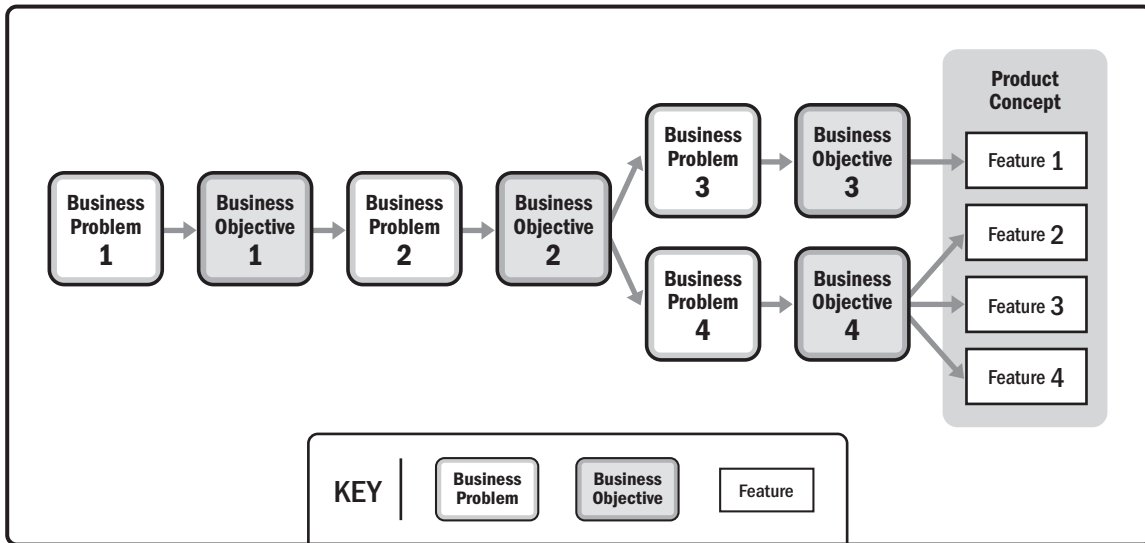 Business
Problem
1
Business
Objective
1
Business
Problem
2
Business
Objective
2
Business
Problem
3
Business
Objective
3
Business
Problem
4
Business
Objective
4
Product
Concept
Feature 1
Feature 2
Feature 3
Feature 4
KEY
Business
Problem
Business
Objective
Feature